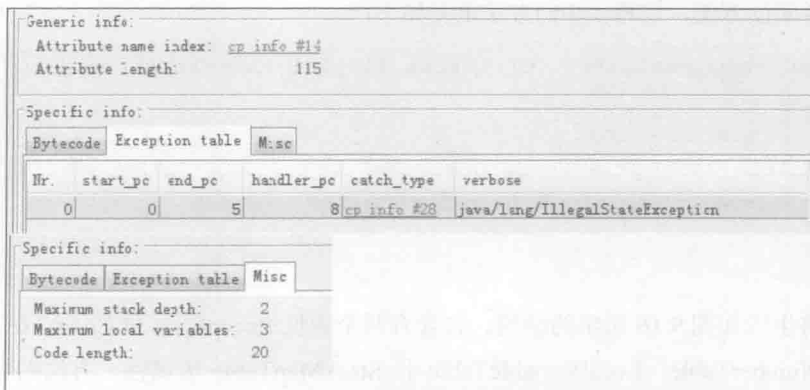 Generic info:
Attribute name index: cp info #14
Attribute length: 115
Specific info:
Bytecode Exception table Misc
Nr. start_pc end_pc handler_pc catch_type verbose
0 0 5 8 cp info #28 java/lang/IllegalStateException
Specific info:
Bytecode Exception table Misc
Maximum stack depth: 2
Maximum local variables: 3
Code length: 20